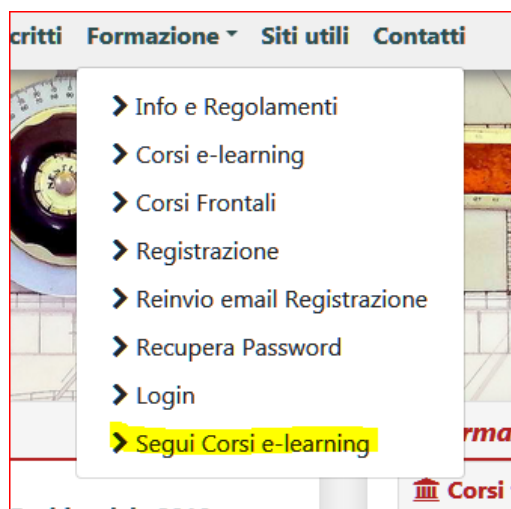 critti Formazione Siti utili Contatti
Info e Regolamenti
Corsi e-learning
Corsi Frontali
Registrazione
Reinvio email Registrazione
Recupera Password
Login
Segui Corsi e-learning
rma
Corsi